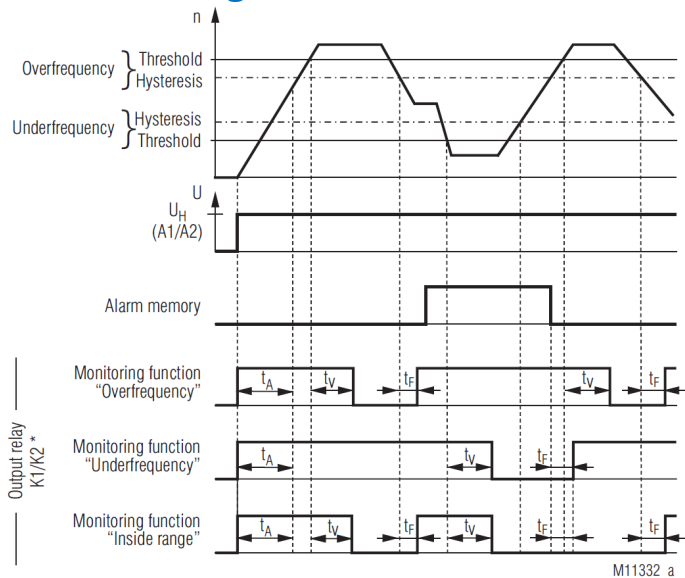 n
Overfrequency } Threshold
Hysteresis
Underfrequency } Hysteresis
Threshold
U
UH
(A1/A2)
Alarm memory
Output relay
K1/K2 *
Monitoring function
“Overfrequency”
tA tV tF tV tF
Monitoring function
“Underfrequency”
tA tV tF
Monitoring function
“Inside range”
tA tV tF tV tF tF
M11332 a